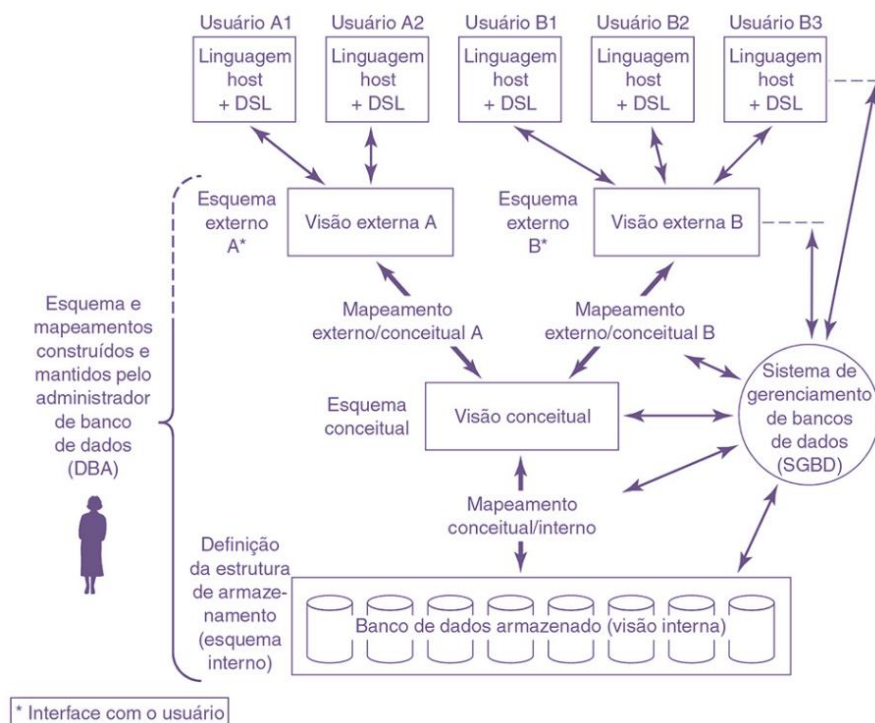 Usuário A1
Usuário A2
Usuário B1
Usuário B2
Usuário B3
Linguagem
host
+ DSL
Linguagem
host
+ DSL
Linguagem
host
+ DSL
Linguagem
host
+ DSL
Linguagem
host
+ DSL
Esquema
externo
A*
Visão externa A
Esquema
externo
B*
Visão externa B
Esquema e
mapeamentos
construídos e
mantidos pelo
administrador
de banco
de dados
(DBA)
Mapeamento
externo/conceitual A
Mapeamento
externo/conceitual B
Esquema
conceitual
Visão conceitual
Sistema de
gerenciamento
de bancos
de dados
(SGBD)
Mapeamento
conceitual/interno
Definição
da estrutura
de armaze-
namento
(esquema
interno)
Banco de dados armazenado (visão interna)
* Interface com o usuário